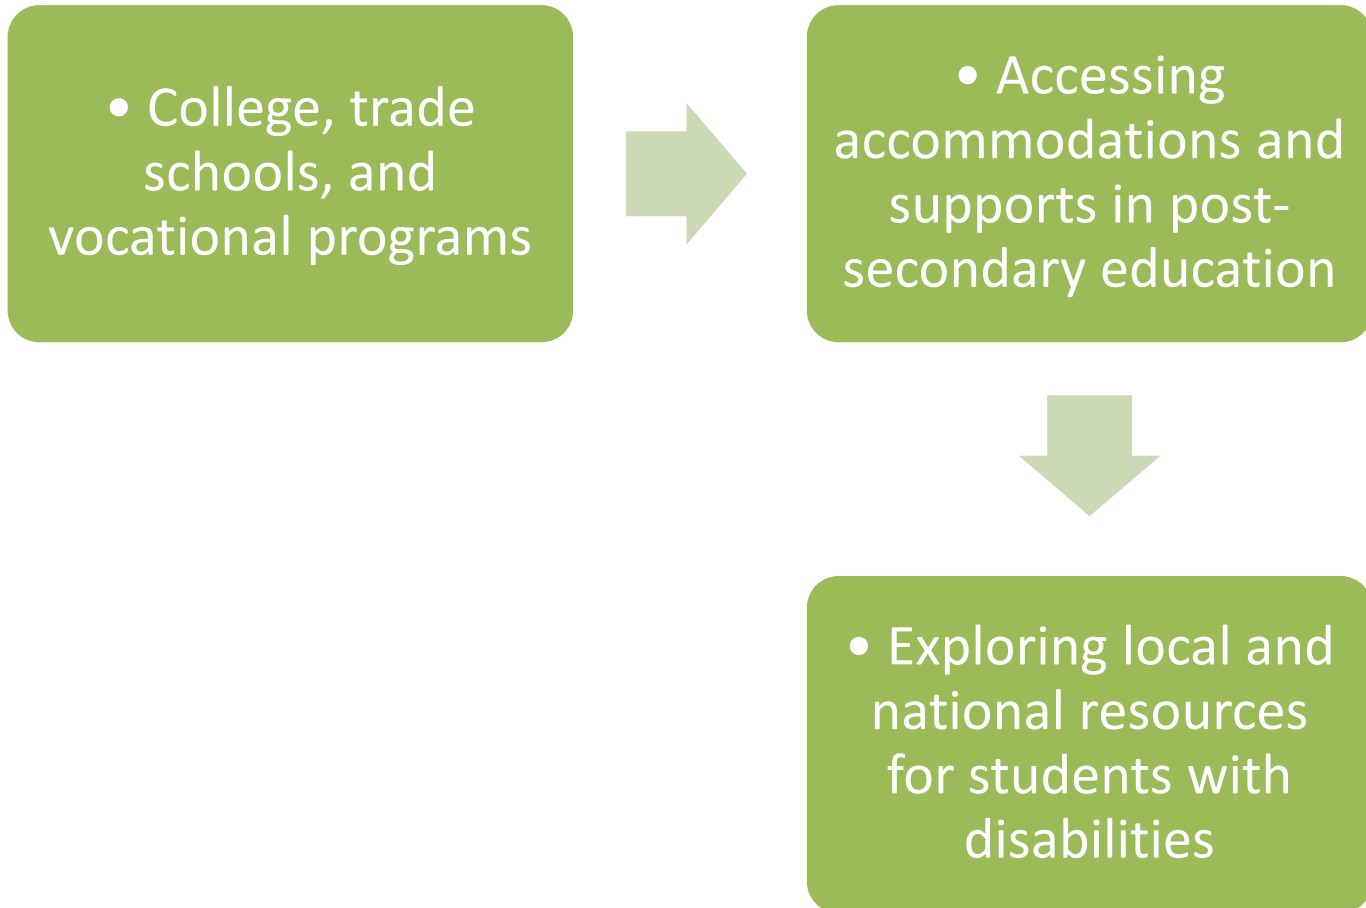 • College, trade
schools, and
vocational programs
• Accessing
accommodations and
supports in post-
secondary education
• Exploring local and
national resources
for students with
disabilities